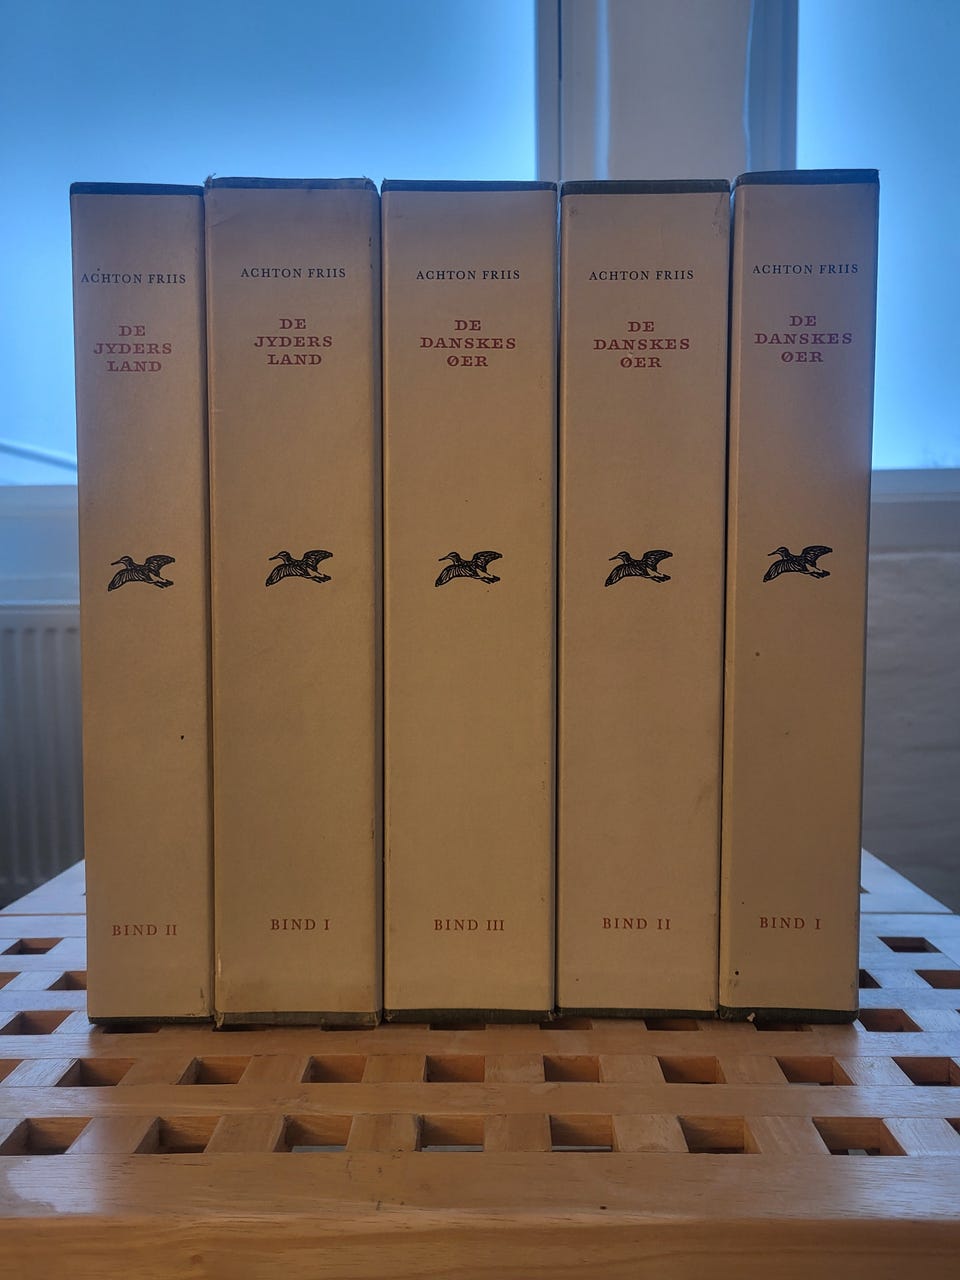 ACHTON FRIIS
DE
JYDERS
LAND
BIND II
ACHTON FRIIS
DE
JYDERS
LAND
BIND I
ACHTON FRIIS
DE
DANSKES
ØER
BIND III
ACHTON FRIIS
DE
DANSKES
ØER
BIND II
ACHTON FRIIS
DE
DANSKES
ØER
BIND I